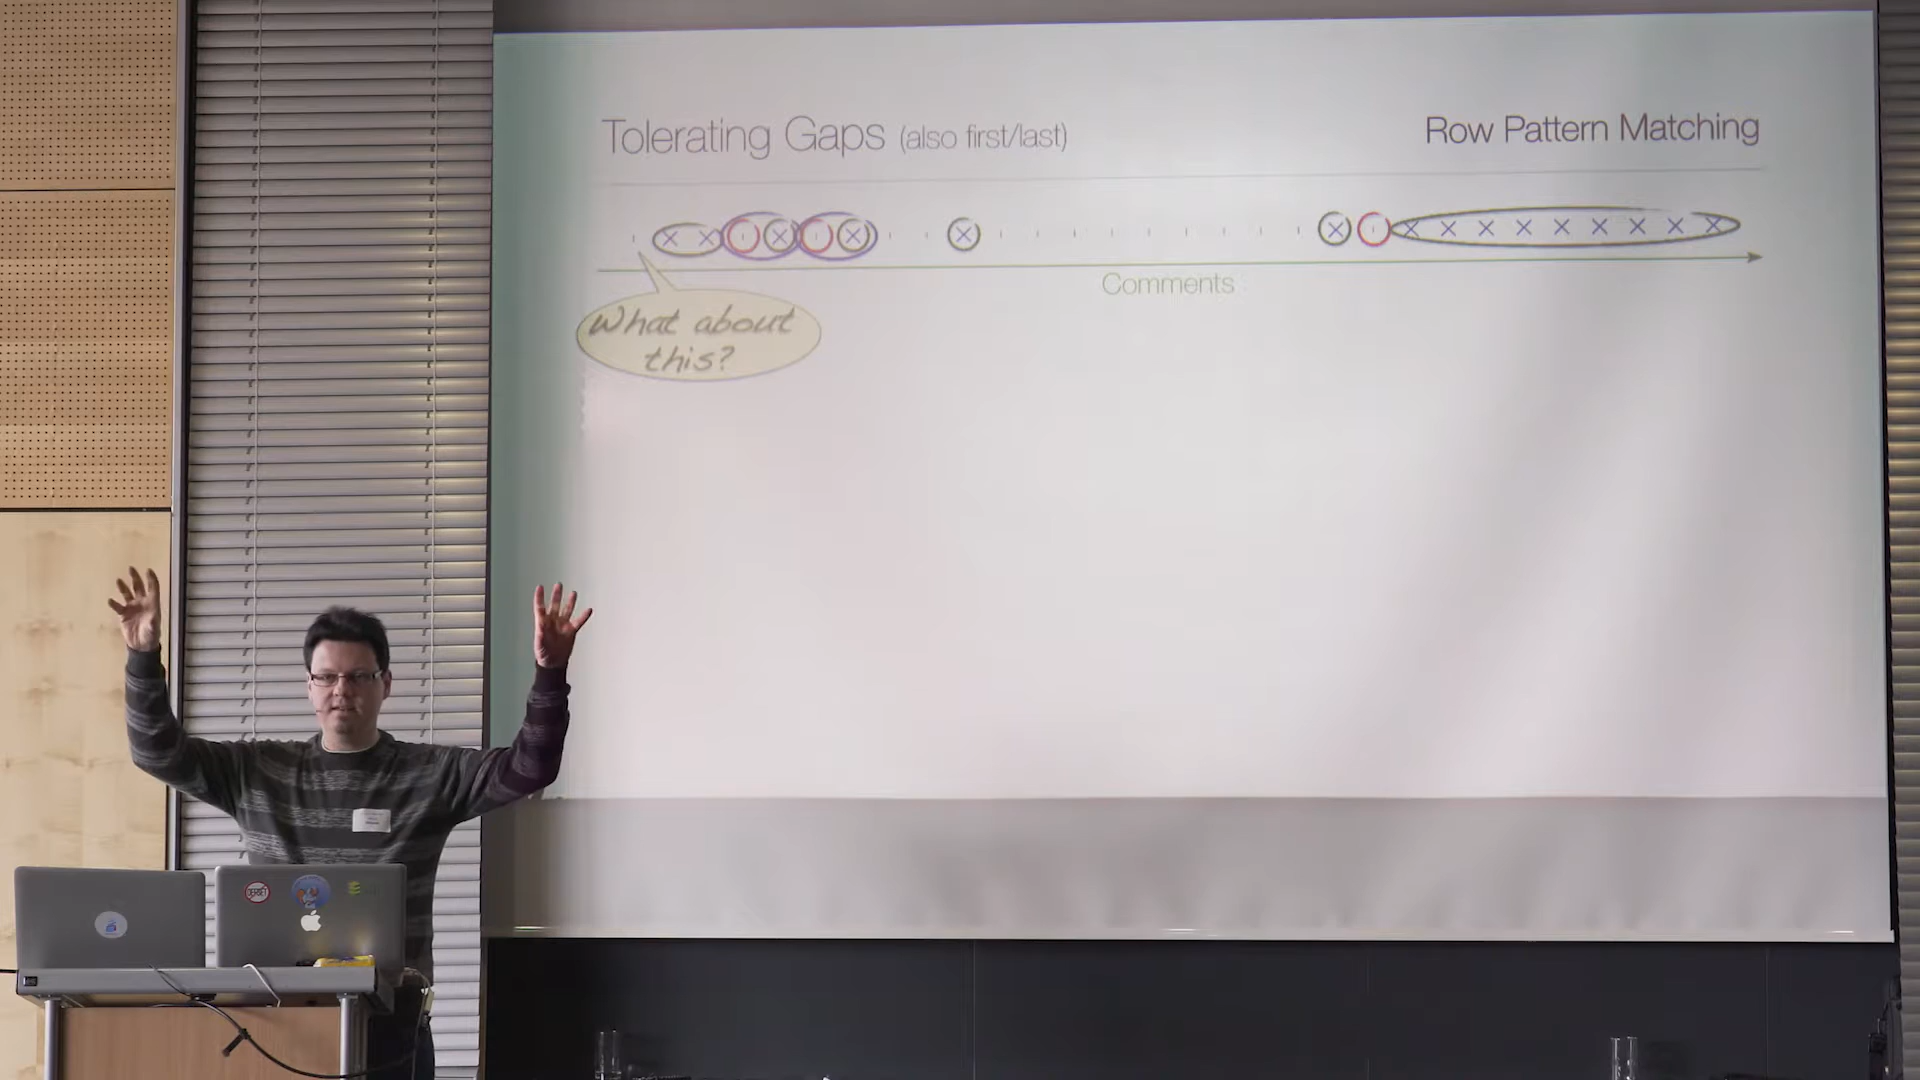 Tolerating Gaps (also first/last)
Row Pattern Matching
Comments
What about
this?